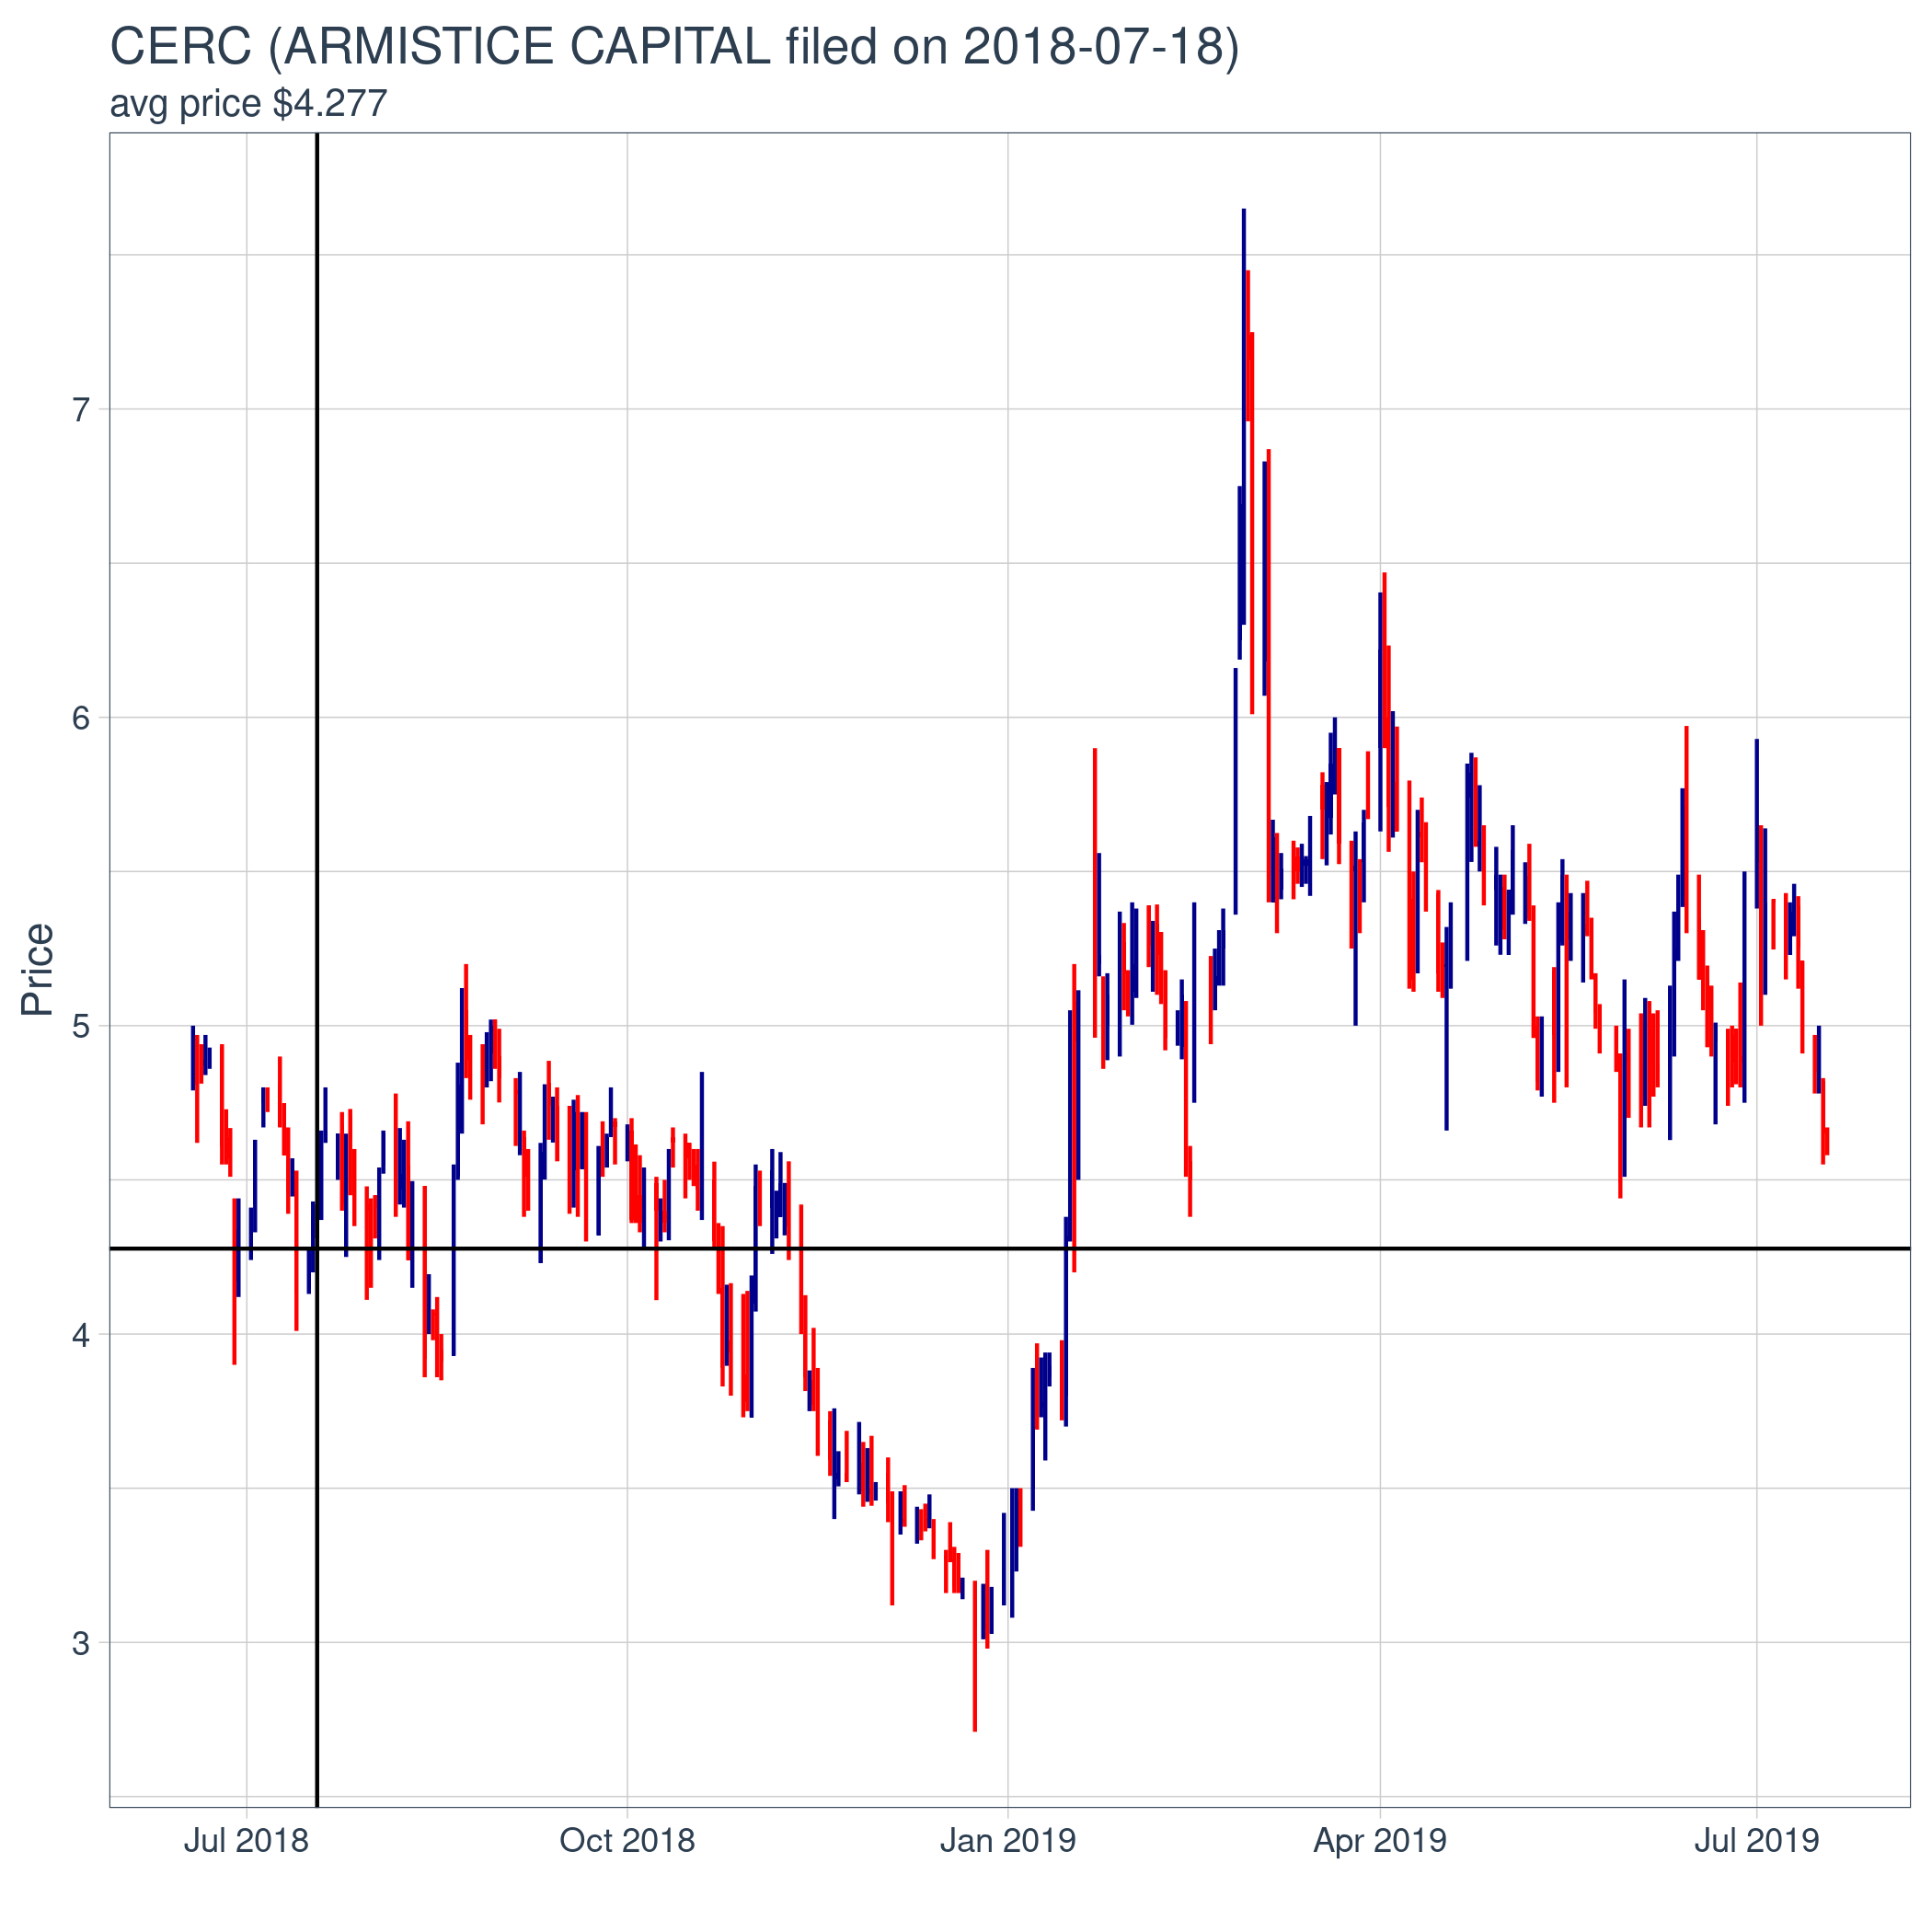 CERC (ARMISTICE CAPITAL filed on 2018-07-18)
avg price $4.277
7
6
5
4
3
Price
Jul 2018 Oct 2018 Jan 2019 Apr 2019 Jul 2019